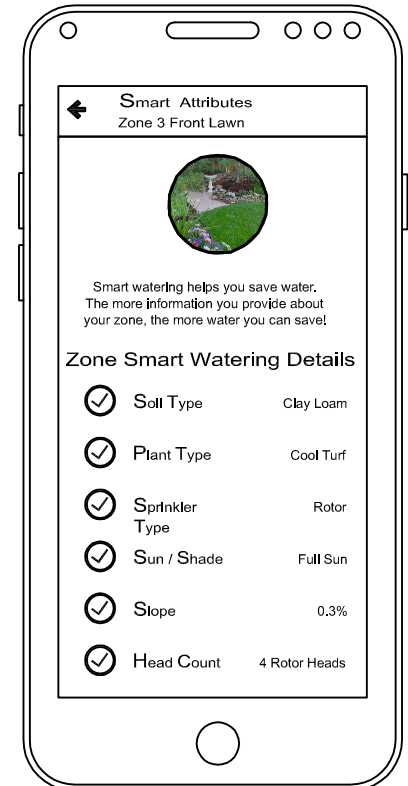 Smart Attributes
Zone 3 Front Lawn
Smart watering helps you save water.
The more information you provide about
your zone, the more water you can save!
Zone Smart Watering Details
Soil Type Clay Loam
Plant Type Cool Turf
Sprinkler Rotor
Type
Sun / Shade Full Sun
Slope 0.3%
Head Count 4 Rotor Heads